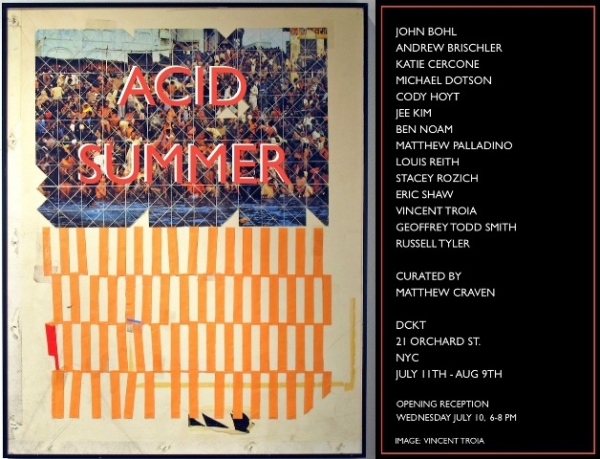 ACID
SUMMER
JOHN BOHL
ANDREW BRISCHLER
KATIE CERCONE
MICHAEL DOTSON
CODY HOYT
JEE KIM
BEN NOAM
MATTHEW PALLADINO
LOUIS REITH
STACEY ROZICH
ERIC SHAW
VINCENT TROIA
GEOFFREY TODD SMITH
RUSSELL TYLER
CURATED BY
MATTHEW CRAVEN
DCKT
21 ORCHARD ST.
NYC
JULY 11TH - AUG 9TH
OPENING RECEPTION
WEDNESDAY JULY 10, 6-8 PM
IMAGE: VINCENT TROIA